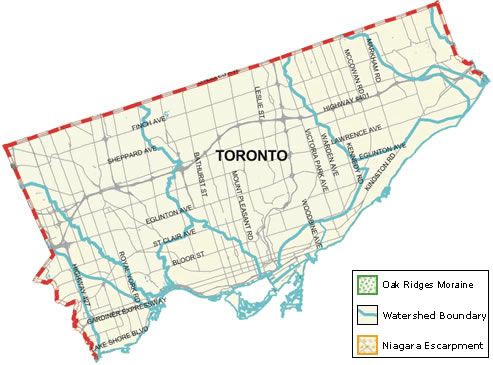 MARKHAM RD
MCCOWAN RD
LESLIE ST
HIGHWAY 401
FINCH AVE
LAWRENCE AVE
SHEPPARD AVE
EGLINTON AVE
TORONTO
WARDEN AVE
KENNEDY RD
VICTORIA PARK AVE
KINGSTON RD
BATHURST ST
MOUNT PLEASANT RD
EGLINTON AVE
WOODBINE AVE
ST CLAIR AVE
ROYAL YORK RD
BLOOR ST
HIGHWAY 427
GARDINER EXPRESSWAY
LAKE SHORE BLVD
Oak Ridges Moraine
Watershed Boundary
Niagara Escarpment